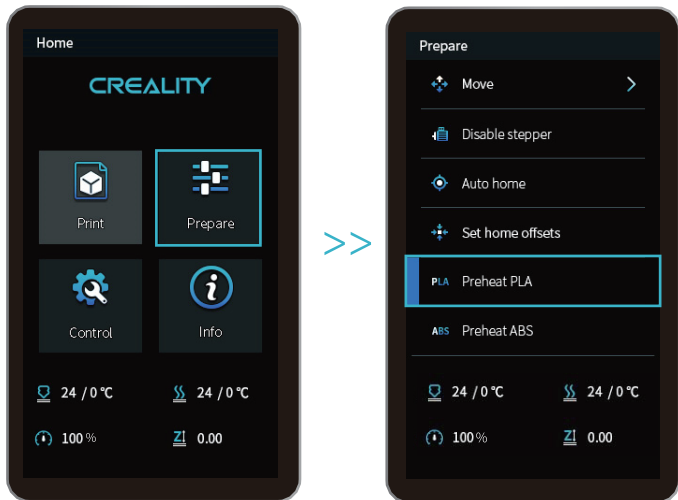 Home
CREALITY
Print
Prepare
Control
Info
24 / 0 ℃
24 / 0 ℃
100 %
Z
0.00
>>
Prepare
Move
Disable stepper
Auto home
Set home offsets
PLA Preheat PLA
ABS Preheat ABS
24 / 0 ℃
24 / 0 ℃
100 %
Z
0.00